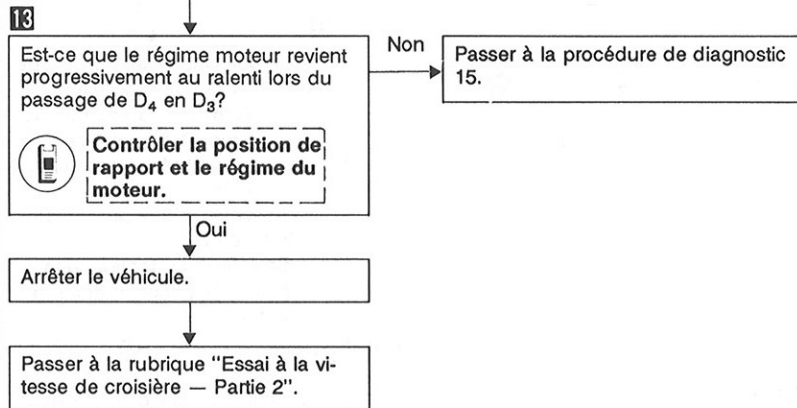 13
Est-ce que le régime moteur revient
progressivement au ralenti lors du
passage de D₄ en D₃?
Contrôler la position de
rapport et le régime du
moteur.
Non
Passer à la procédure de diagnostic
15.
Oui
Arrêter le véhicule.
Passer à la rubrique "Essai à la vi-
tesse de croisière — Partie 2".